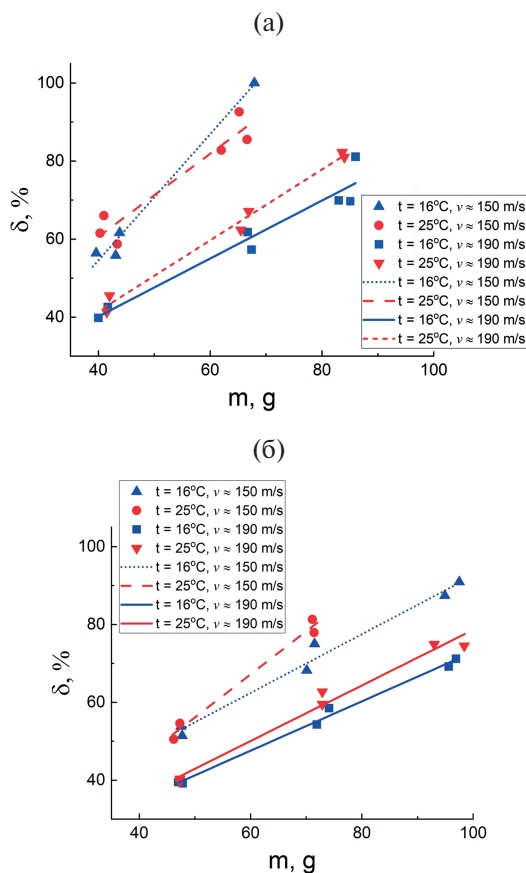 (а)
100
80
60
40
δ, %
40
60
80
100
m, g
t = 16°C, v ≈ 150 m/s
t = 25°C, v ≈ 150 m/s
t = 16°C, v ≈ 190 m/s
t = 25°C, v ≈ 190 m/s
t = 16°C, v ≈ 150 m/s
t = 25°C, v ≈ 150 m/s
t = 16°C, v ≈ 190 m/s
t = 25°C, v ≈ 190 m/s
(б)
t = 16°C, v ≈ 150 m/s
t = 25°C, v ≈ 150 m/s
t = 16°C, v ≈ 190 m/s
t = 25°C, v ≈ 190 m/s
t = 16°C, v ≈ 150 m/s
t = 25°C, v ≈ 150 m/s
t = 16°C, v ≈ 190 m/s
t = 25°C, v ≈ 190 m/s
100
80
60
40
δ, %
40
60
80
100
m, g